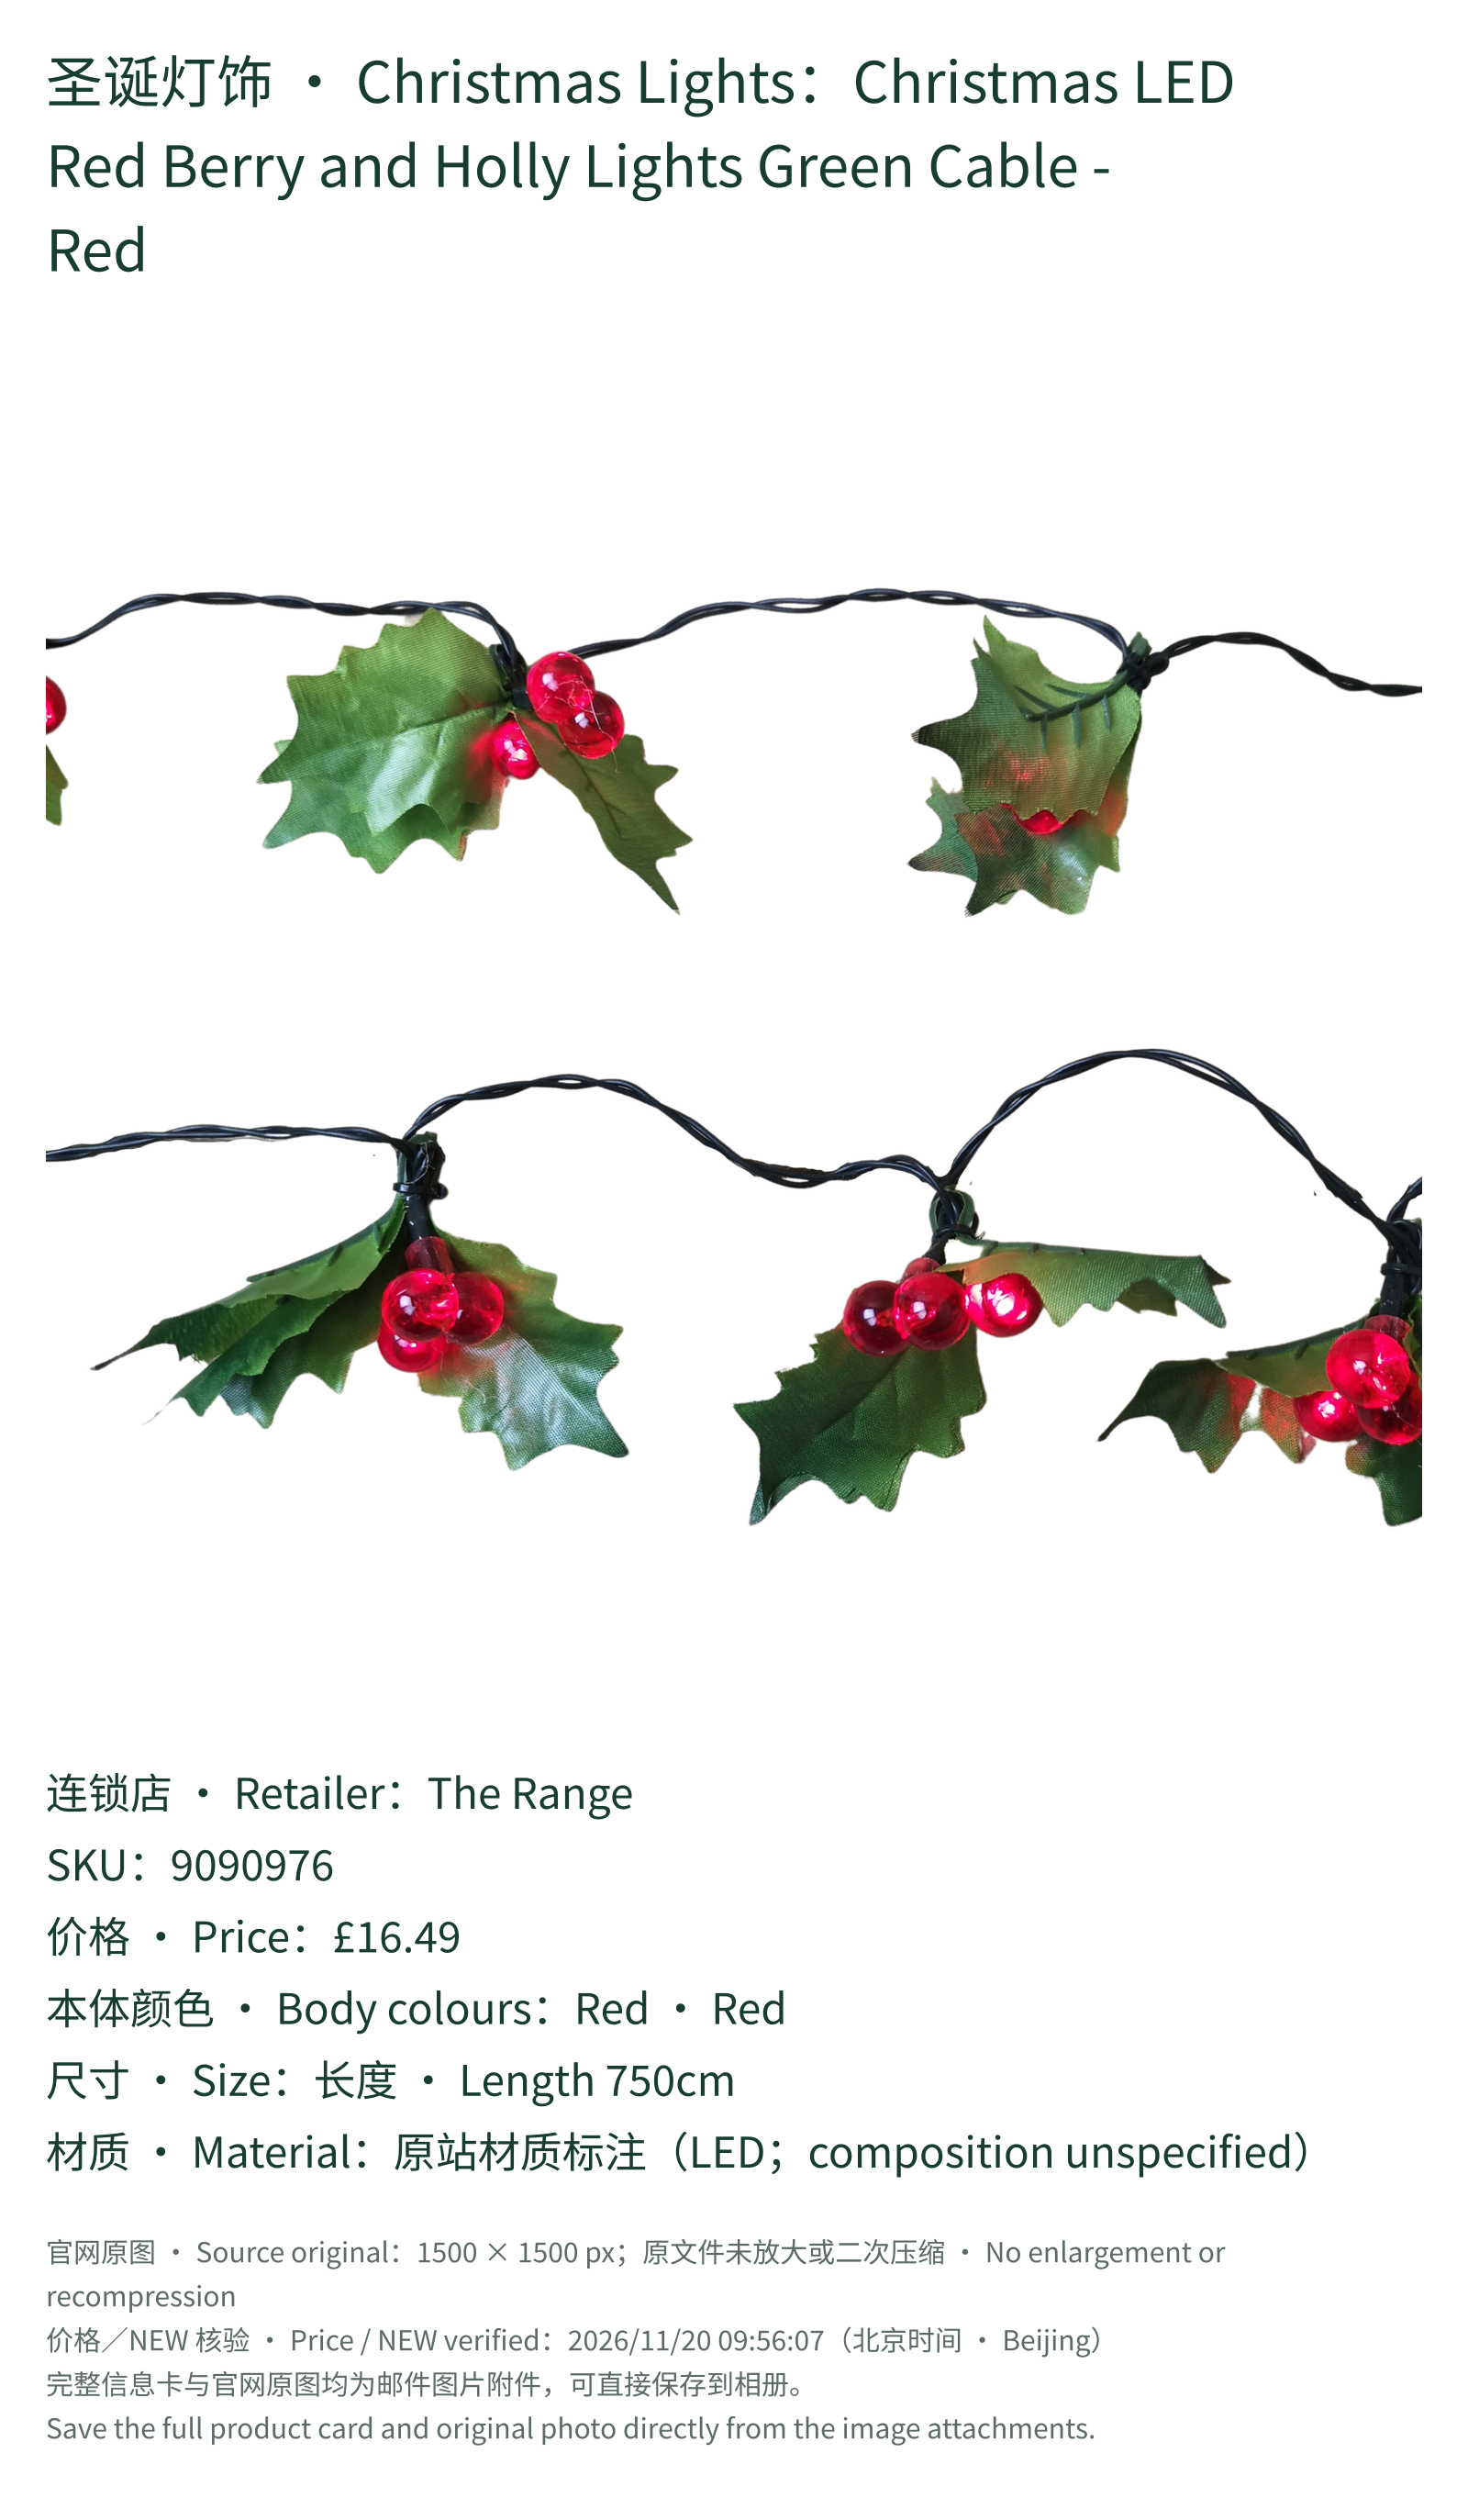 圣诞灯饰 · Christmas Lights：Christmas LED
Red Berry and Holly Lights Green Cable -
Red
连锁店 · Retailer：The Range
SKU：9090976
价格 · Price：£16.49
本体颜色 · Body colours：Red · Red
尺寸 · Size：长度 · Length 750cm
材质 · Material：原站材质标注（LED；composition unspecified）
官网原图 · Source original：1500 × 1500 px；原文件未放大或二次压缩 · No enlargement or
recompression
价格／NEW 核验 · Price / NEW verified：2026/11/20 09:56:07（北京时间 · Beijing）
完整信息卡与官网原图均为邮件图片附件，可直接保存到相册。
Save the full product card and original photo directly from the image attachments.